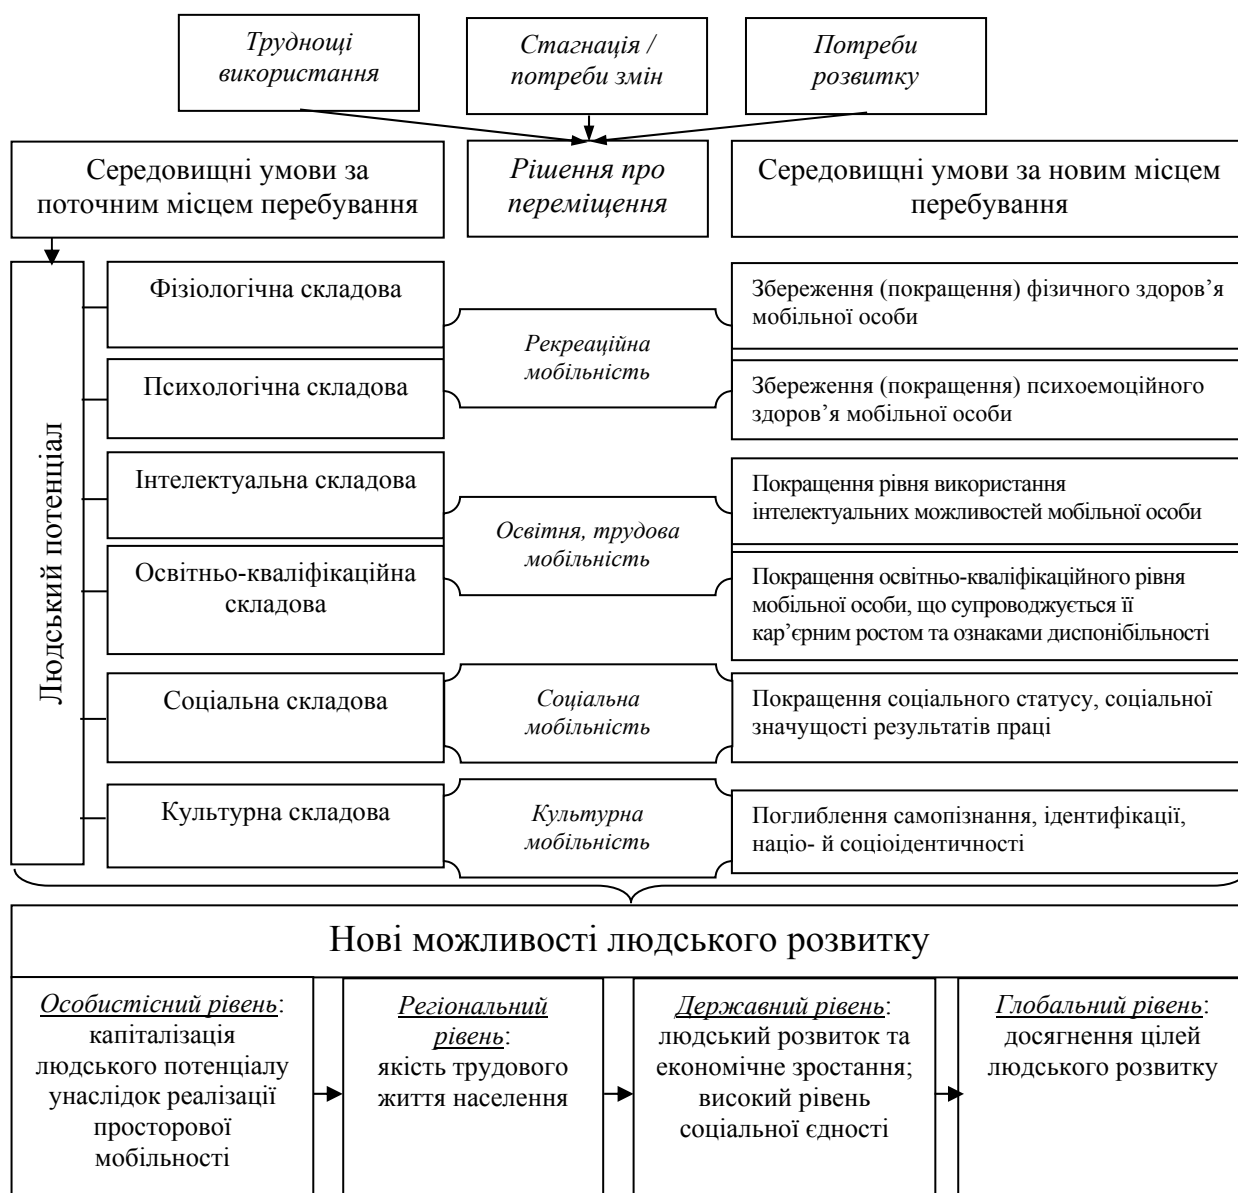 Труднощі
використання
Стагнація /
потреби змін
Потреби
розвитку
Середовищні умови за
поточним місцем перебування
Рішення про
переміщення
Середовищні умови за новим місцем
перебування
Людський потенціал
Фізіологічна складова
Рекреаційна
мобільність
Збереження (покращення) фізичного здоров’я
мобільної особи
Психологічна складова
Збереження (покращення) психоемоційного
здоров’я мобільної особи
Інтелектуальна складова
Освітня, трудова
мобільність
Покращення рівня використання
інтелектуальних можливостей мобільної особи
Освітньо-кваліфікаційна
складова
Покращення освітньо-кваліфікаційного рівня
мобільної особи, що супроводжується її
кар’єрним ростом та ознаками диспонібільності
Соціальна складова
Соціальна
мобільність
Покращення соціального статусу, соціальної
значущості результатів праці
Культурна складова
Культурна
мобільність
Поглиблення самопізнання, ідентифікації,
націо- й соціоідентичності
Нові можливості людського розвитку
Особистісний рівень:
капіталізація
людського потенціалу
унаслідок реалізації
просторової
мобільності
Регіональний
рівень:
якість трудового
життя населення
Державний рівень:
людський розвиток та
економічне зростання;
високий рівень
соціальної єдності
Глобальний рівень:
досягнення цілей
людського розвитку